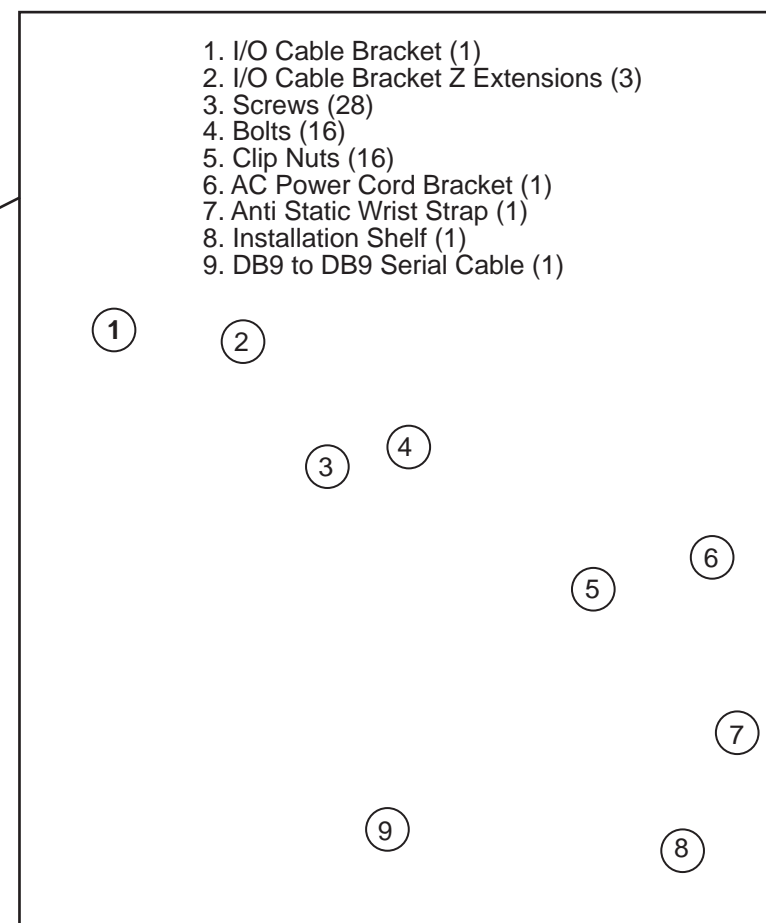 1. I/O Cable Bracket (1)
2. I/O Cable Bracket Z Extensions (3)
3. Screws (28)
4. Bolts (16)
5. Clip Nuts (16)
6. AC Power Cord Bracket (1)
7. Anti Static Wrist Strap (1)
8. Installation Shelf (1)
9. DB9 to DB9 Serial Cable (1)
1
2
4
3
6
5
7
9
8